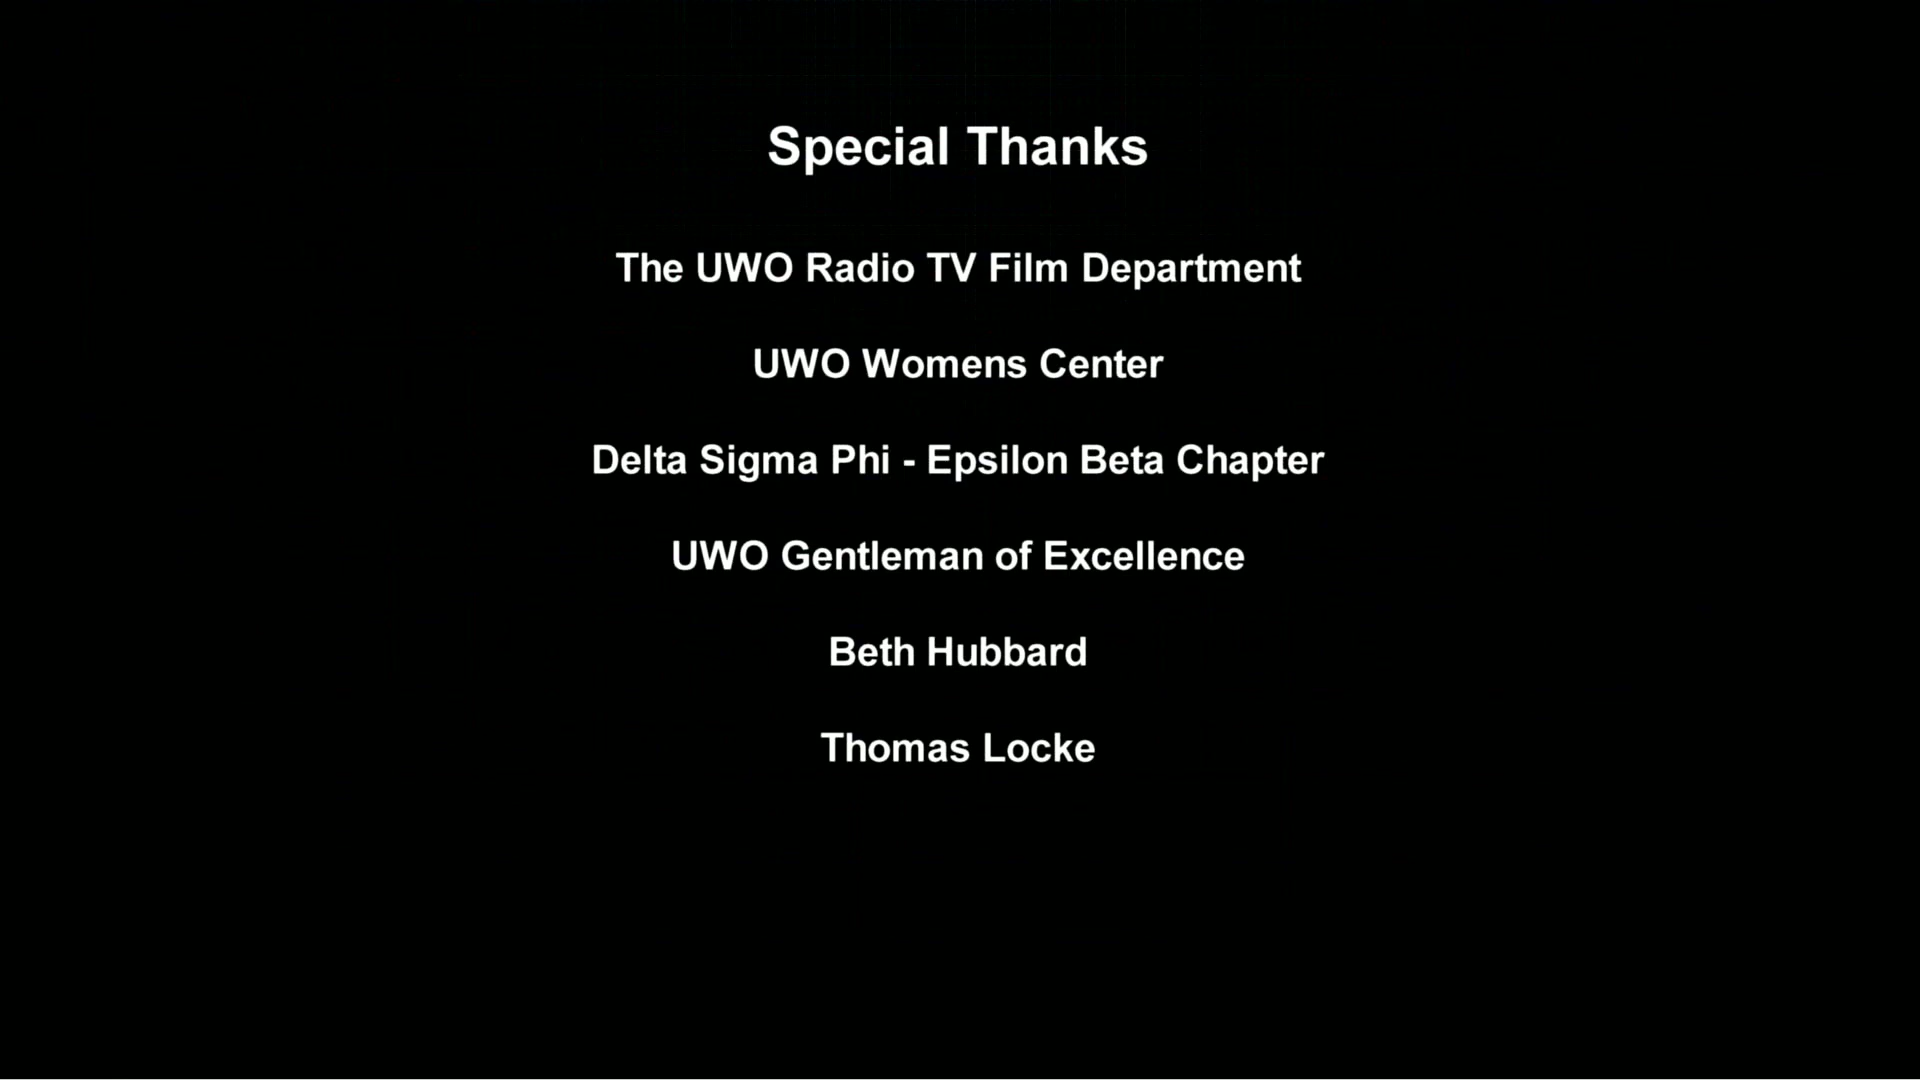 Special Thanks
The UWO Radio TV Film Department
UWO Womens Center
Delta Sigma Phi - Epsilon Beta Chapter
UWO Gentleman of Excellence
Beth Hubbard
Thomas Locke